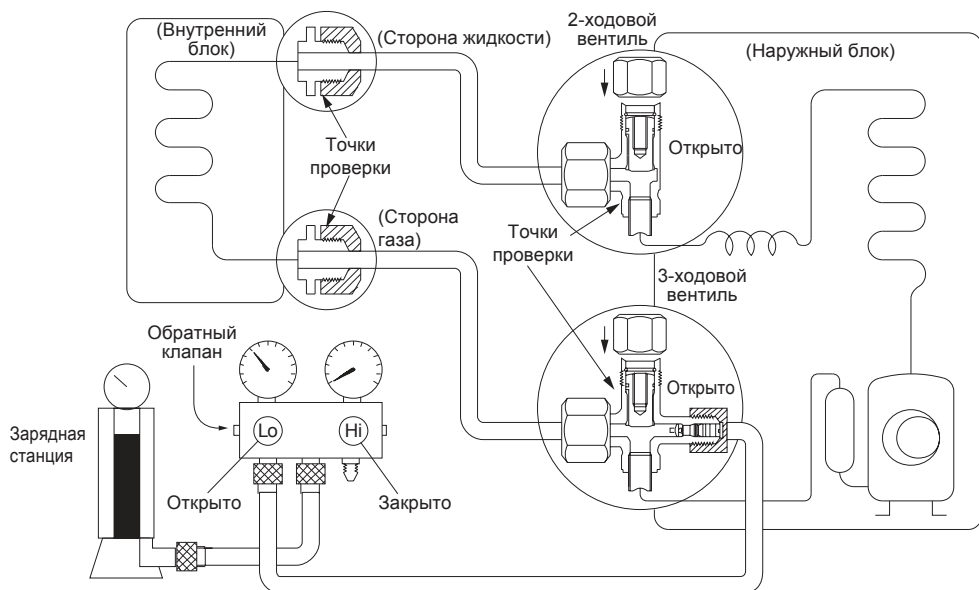 (Внутренний
блок)
(Сторона жидкости)
2-ходовой
вентиль
(Наружный блок)
Открыто
Точки
проверки
(Сторона
газа)
Точки
проверки
3-ходовой
вентиль
Обратный
клапан
Открыто
Зарядная
станция
Lo
Hi
Открыто
Закрыто